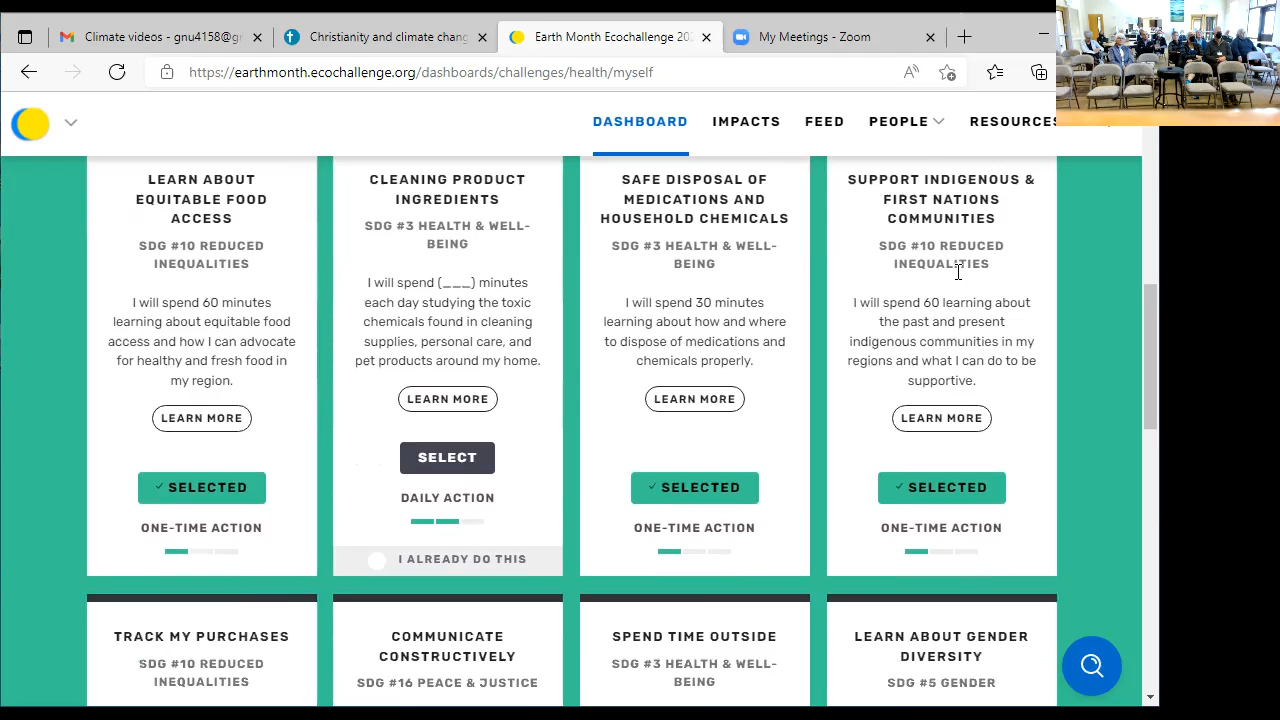 Climate videos - gnu4158@gr
Christianity and climate chang
Earth Month Ecochallenge 202
My Meetings - Zoom
https://earthmonth.ecochallenge.org/dashboards/challenges/health/myself
DASHBOARD
IMPACTS
FEED
PEOPLE
RESOURCES
LEARN ABOUT
EQUITABLE FOOD
ACCESS
SDG #10 REDUCED
INEQUALITIES
I will spend 60 minutes
learning about equitable food
access and how I can advocate
for healthy and fresh food in
my region.
LEARN MORE
SELECTED
ONE-TIME ACTION
CLEANING PRODUCT
INGREDIENTS
SDG #3 HEALTH & WELL-
BEING
I will spend (___) minutes
each day studying the toxic
chemicals found in cleaning
supplies, personal care, and
pet products around my home.
LEARN MORE
SELECT
DAILY ACTION
I ALREADY DO THIS
SAFE DISPOSAL OF
MEDICATIONS AND
HOUSEHOLD CHEMICALS
SDG #3 HEALTH & WELL-
BEING
I will spend 30 minutes
learning about how and where
to dispose of medications and
chemicals properly.
LEARN MORE
SELECTED
ONE-TIME ACTION
SUPPORT INDIGENOUS &
FIRST NATIONS
COMMUNITIES
SDG #10 REDUCED
INEQUALITIES
I will spend 60 learning about
the past and present
indigenous communities in my
regions and what I can do to be
supportive.
LEARN MORE
SELECTED
ONE-TIME ACTION
TRACK MY PURCHASES
SDG #10 REDUCED
INEQUALITIES
COMMUNICATE
CONSTRUCTIVELY
SDG #16 PEACE & JUSTICE
SPEND TIME OUTSIDE
SDG #3 HEALTH & WELL-
BEING
LEARN ABOUT GENDER
DIVERSITY
SDG #5 GENDER